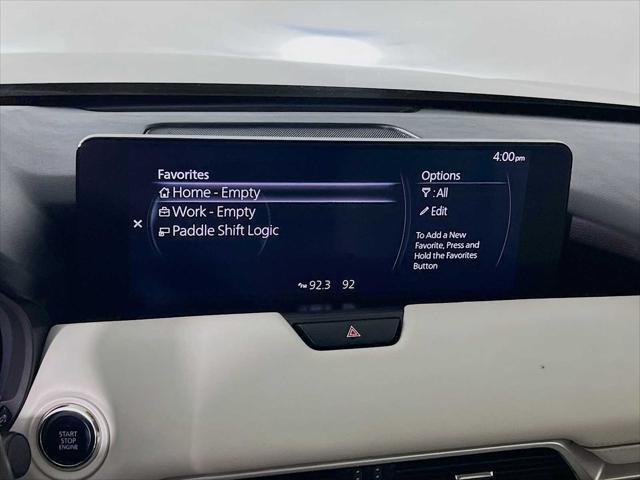 4:00pm
Favorites
Home - Empty
Work - Empty
Paddle Shift Logic
Options
: All
Edit
To Add a New
Favorite, Press and
Hold the Favorites
Button
FM 92.3 92
START
STOP
ENGINE